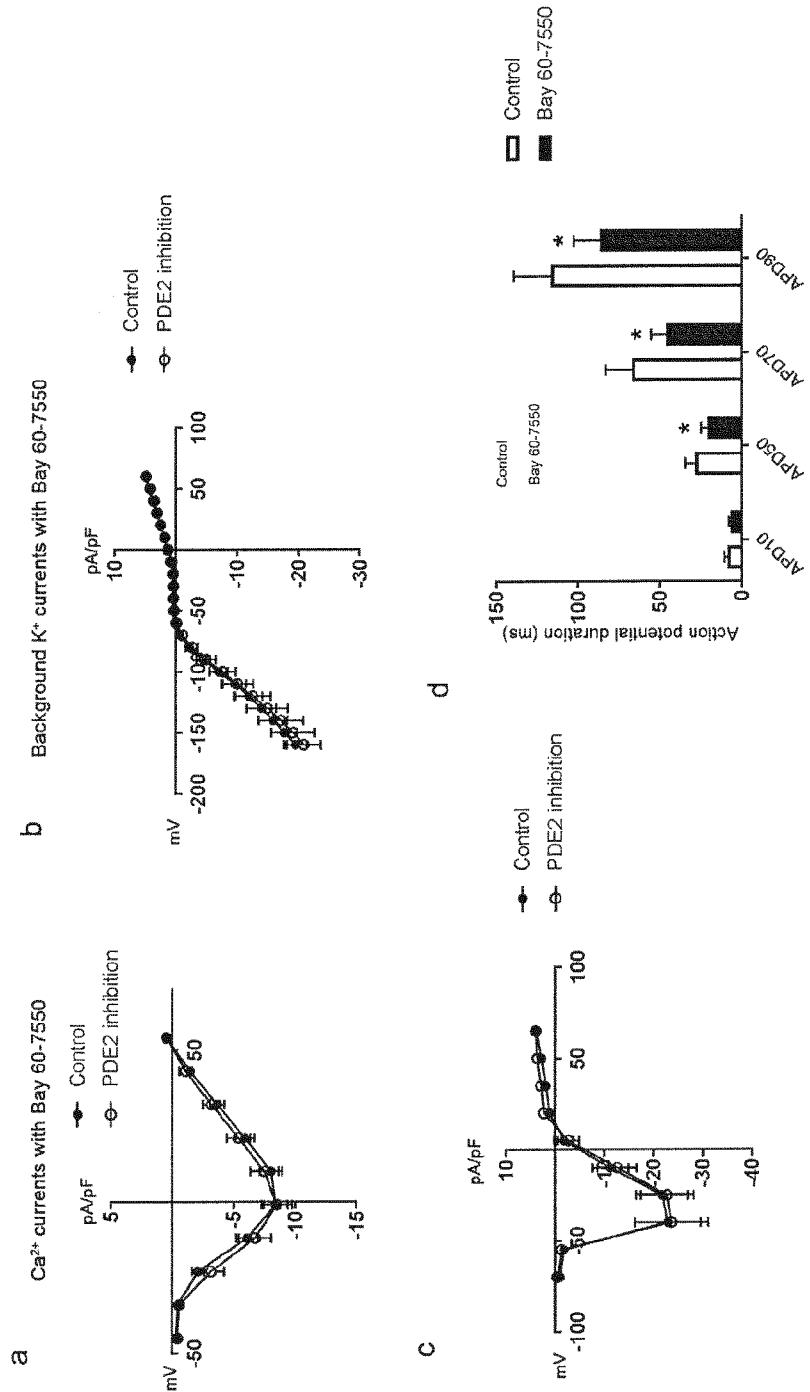 a
Ca²⁺ currents with Bay 60-7550
Control
PDE2 inhibition
pA/pF
5
-5
-10
-15
mV
-50
50
b
Background K⁺ currents with Bay 60-7550
Control
PDE2 inhibition
pA/pF
10
-10
-20
-30
mV
-200
-150
-100
-50
50
100
c
Control
PDE2 inhibition
pA/pF
10
-10
-20
-30
-40
mV
-100
-50
50
100
d
Control
Bay 60-7550
Control
Bay 60-7550
Action potential duration (ms)
150
100
50
0
*
*
*
APD10
APD50
APD70
APD90